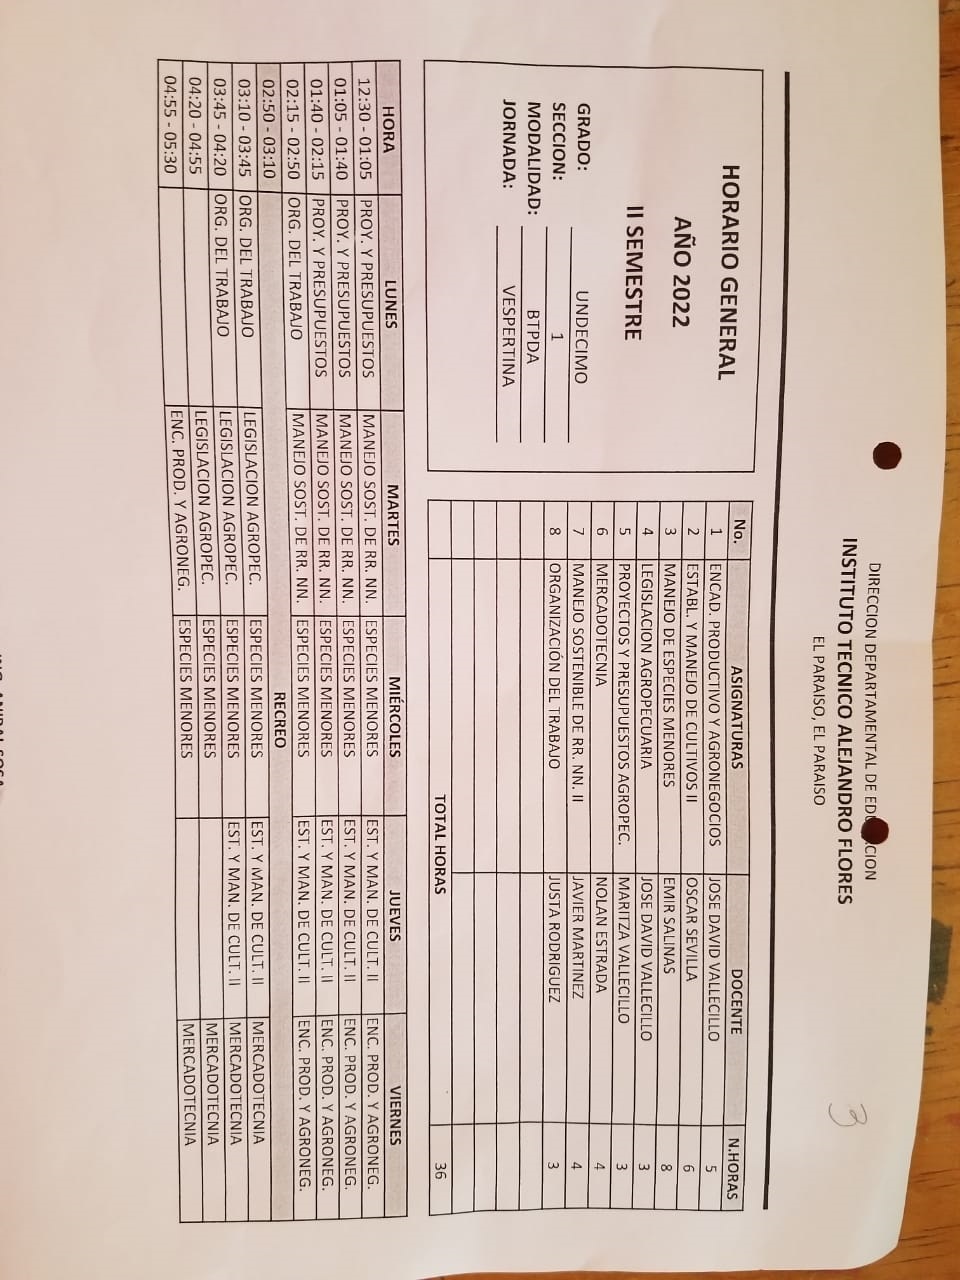 DIRECCION DEPARTAMENTAL DE EDUCACION
INSTITUTO TECNICO ALEJANDRO FLORES
EL PARAISO, EL PARAISO
3
HORARIO GENERAL
AÑO 2022
II SEMESTRE
GRADO: UNDECIMO
SECCION: 1
MODALIDAD: BTPDA
JORNADA: VESPERTINA
No. ASIGNATURAS DOCENTE N.HORAS
1 ENCAD. PRODUCTIVO Y AGRONEGOCIOS JOSE DAVID VALLECILLO 5
2 ESTABL. Y MANEJO DE CULTIVOS II OSCAR SEVILLA 6
3 MANEJO DE ESPECIES MENORES EMIR SALINAS 8
4 LEGISLACION AGROPECUARIA JOSE DAVID VALLECILLO 3
5 PROYECTOS Y PRESUPUESTOS AGROPEC. MARITZA VALLECILLO 3
6 MERCADOTECNIA NOLAN ESTRADA 4
7 MANEJO SOSTENIBLE DE RR. NN. II JAVIER MARTINEZ 4
8 ORGANIZACIÓN DEL TRABAJO JUSTA RODRIGUEZ 3
TOTAL HORAS 36
HORA LUNES MARTES MIÉRCOLES JUEVES VIERNES
12:30 - 01:05 PROY. Y PRESUPUESTOS MANEJO SOST. DE RR. NN. ESPECIES MENORES EST. Y MAN. DE CULT. II ENC. PROD. Y AGRONEG.
01:05 - 01:40 PROY. Y PRESUPUESTOS MANEJO SOST. DE RR. NN. ESPECIES MENORES EST. Y MAN. DE CULT. II ENC. PROD. Y AGRONEG.
01:40 - 02:15 PROY. Y PRESUPUESTOS MANEJO SOST. DE RR. NN. ESPECIES MENORES EST. Y MAN. DE CULT. II ENC. PROD. Y AGRONEG.
02:15 - 02:50 ORG. DEL TRABAJO MANEJO SOST. DE RR. NN. ESPECIES MENORES EST. Y MAN. DE CULT. II ENC. PROD. Y AGRONEG.
02:50 - 03:10 RECREO
03:10 - 03:45 ORG. DEL TRABAJO LEGISLACION AGROPEC. ESPECIES MENORES EST. Y MAN. DE CULT. II MERCADOTECNIA
03:45 - 04:20 ORG. DEL TRABAJO LEGISLACION AGROPEC. ESPECIES MENORES EST. Y MAN. DE CULT. II MERCADOTECNIA
04:20 - 04:55 LEGISLACION AGROPEC. ESPECIES MENORES MERCADOTECNIA
04:55 - 05:30 ENC. PROD. Y AGRONEG. ESPECIES MENORES MERCADOTECNIA
ING. ANIBAL SOSA